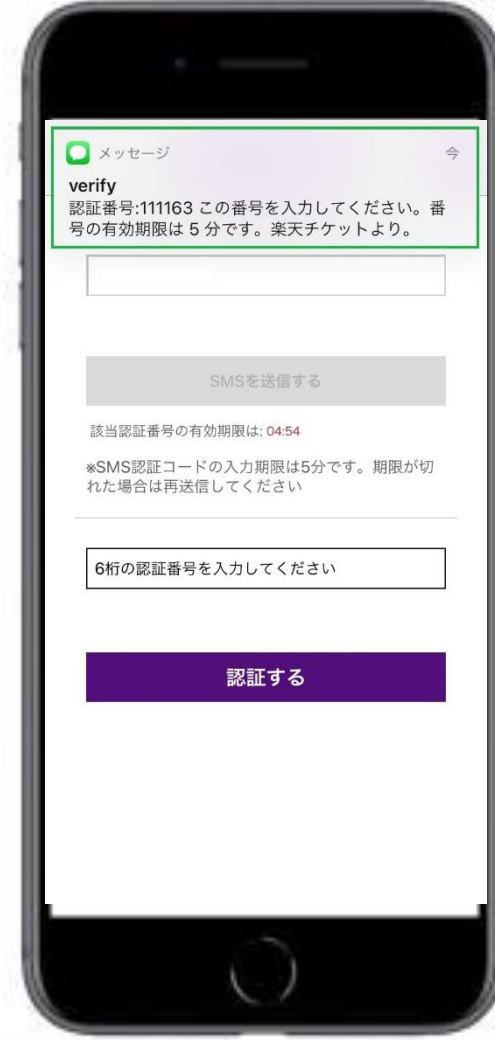 メッセージ 今
verify
認証番号:111163 この番号を入力してください。番
号の有効期限は 5 分です。楽天チケットより。
SMSを送信する
該当認証番号の有効期限は: 04:54
※SMS認証コードの入力期限は5分です。期限が切
れた場合は再送信してください
6桁の認証番号を入力してください
認証する